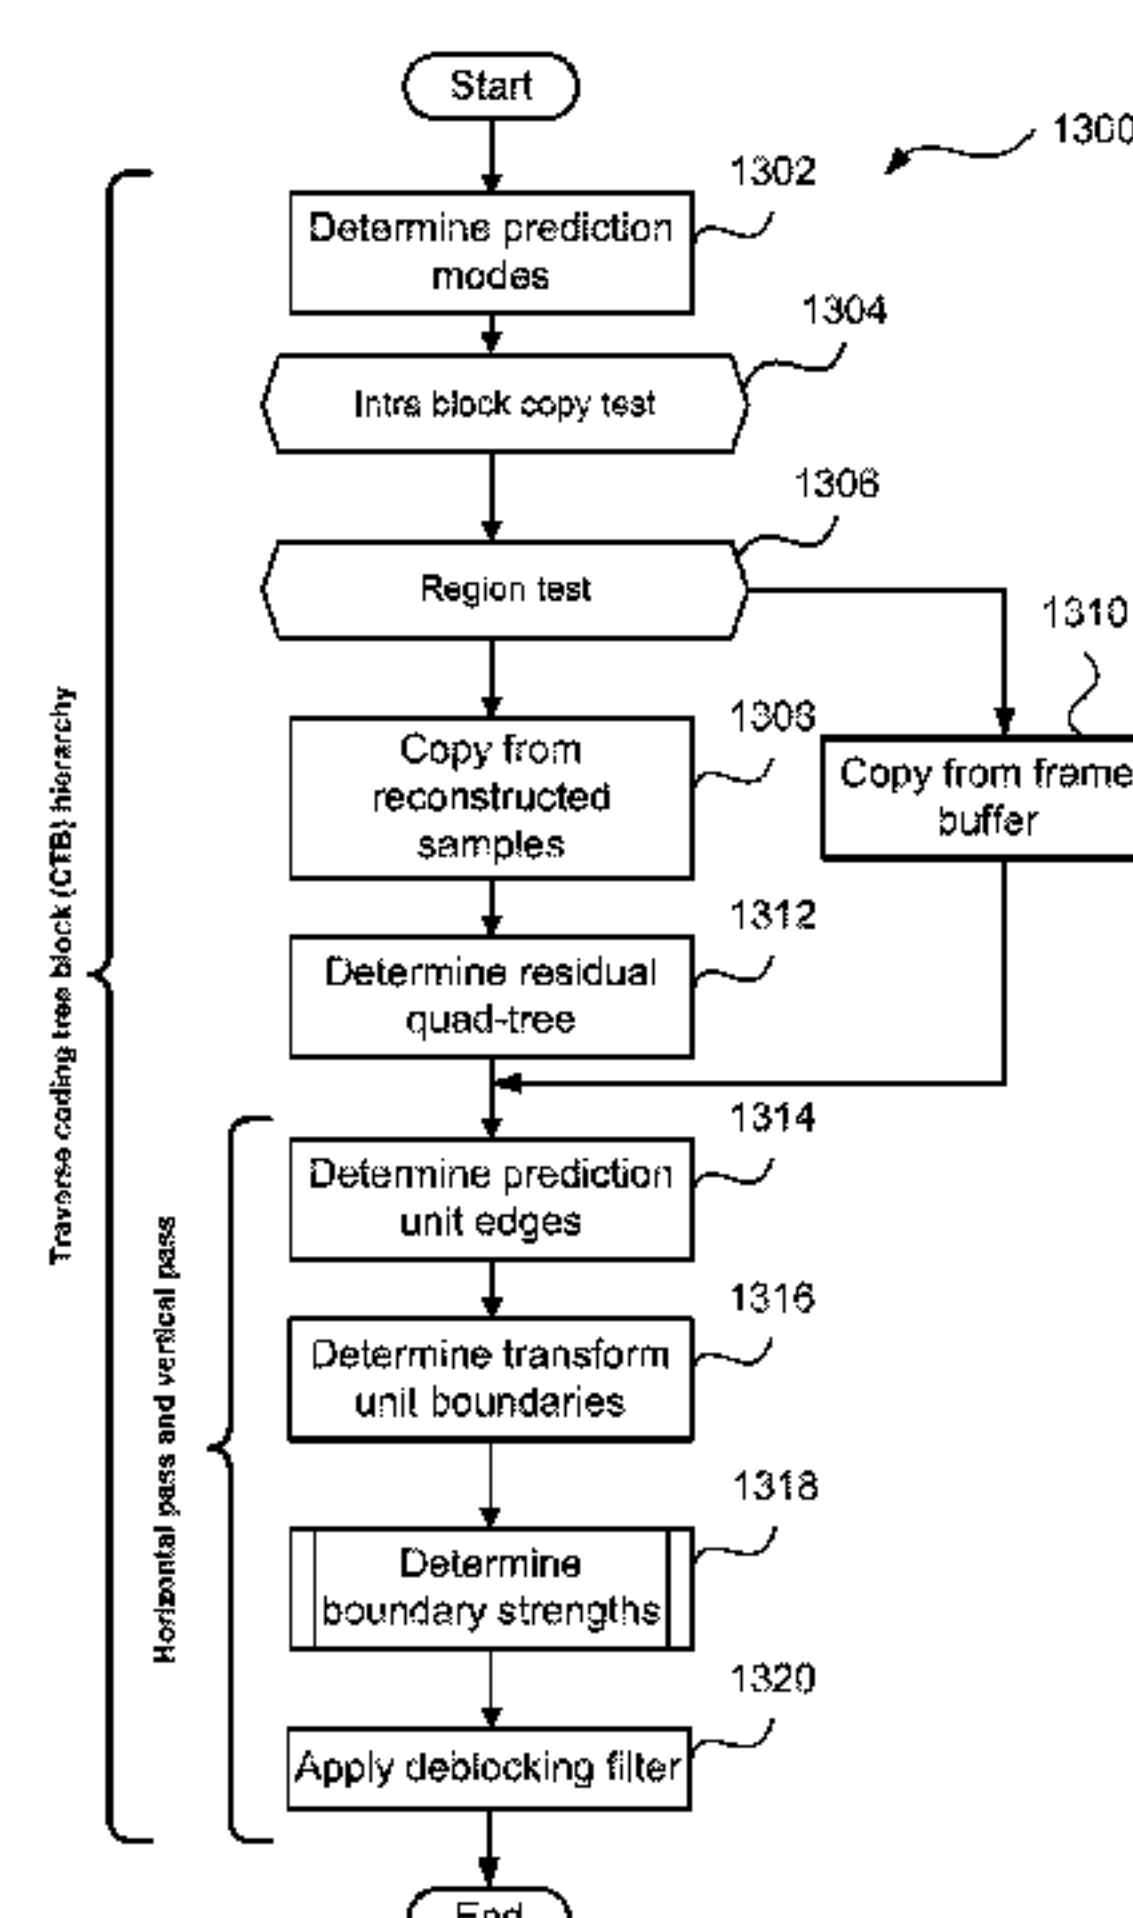 Start
1300
1302
Determine prediction
modes
1304
Intra block copy test
1306
Region test
1310
1308
Copy from
reconstructed
samples
Copy from frame
buffer
1312
Determine residual
quad-tree
1314
Determine prediction
unit edges
1316
Determine transform
unit boundaries
1318
Determine
boundary strengths
1320
Apply deblocking filter
End
Traverse coding tree block (CTB) hierarchy
Horizontal pass and vertical pass